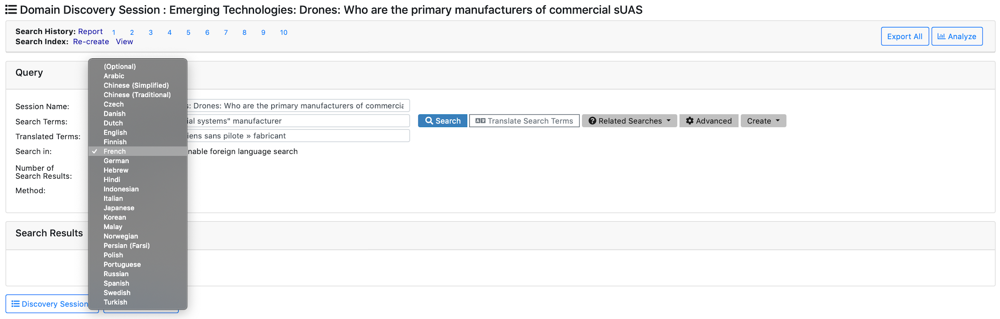 Domain Discovery Session : Emerging Technologies: Drones: Who are the primary manufacturers of commercial sUAS
Search History: Report 1 2 3 4 5 6 7 8 9 10
Search Index: Re-create View
Export All
Analyze
Query
Session Name:
: Drones: Who are the primary manufacturers of commercia
Search Terms:
ial systems" manufacturer
Search
Translate Search Terms
Related Searches
Advanced
Create
Translated Terms:
iens sans pilote » fabricant
Search in:
nable foreign language search
Number of
Search Results:
Method:
(Optional)
Arabic
Chinese (Simplified)
Chinese (Traditional)
Czech
Danish
Dutch
English
Finnish
French
German
Hebrew
Hindi
Indonesian
Italian
Japanese
Korean
Malay
Norwegian
Persian (Farsi)
Polish
Portuguese
Russian
Spanish
Swedish
Turkish
Search Results
Discovery Session